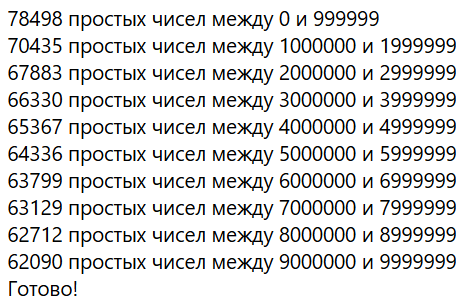 78498 простых чисел между 0 и 999999
70435 простых чисел между 1000000 и 1999999
67883 простых чисел между 2000000 и 2999999
66330 простых чисел между 3000000 и 3999999
65367 простых чисел между 4000000 и 4999999
64336 простых чисел между 5000000 и 5999999
63799 простых чисел между 6000000 и 6999999
63129 простых чисел между 7000000 и 7999999
62712 простых чисел между 8000000 и 8999999
62090 простых чисел между 9000000 и 9999999
Готово!